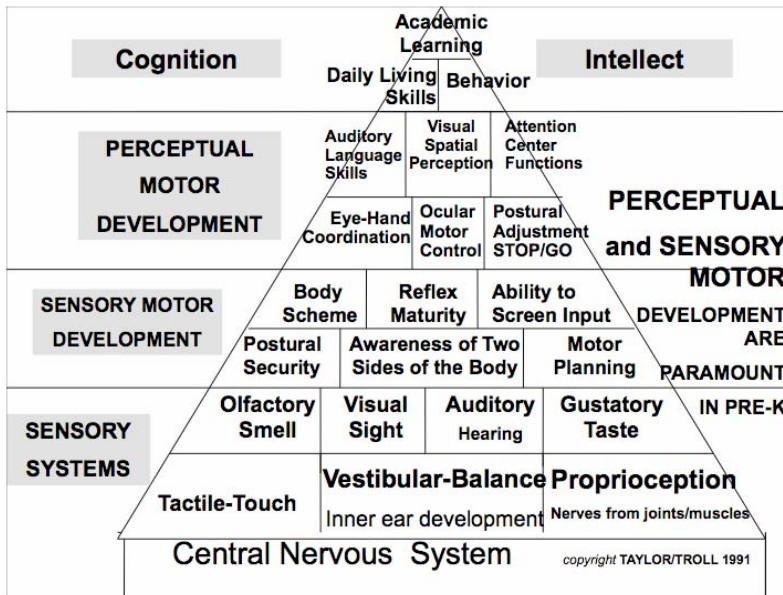 Academic
Learning
Cognition
Intellect
Daily Living
Skills
Behavior
PERCEPTUAL
MOTOR
DEVELOPMENT
Auditory
Language
Skills
Visual
Spatial
Perception
Attention
Center
Functions
Eye-Hand
Coordination
Ocular
Motor
Control
Postural
Adjustment
STOP/GO
PERCEPTUAL
and SENSORY
MOTOR
DEVELOPMENT
ARE
PARAMOUNT
IN PRE-K
SENSORY MOTOR
DEVELOPMENT
Body
Scheme
Reflex
Maturity
Ability to
Screen Input
Postural
Security
Awareness of Two
Sides of the Body
Motor
Planning
SENSORY
SYSTEMS
Olfactory
Smell
Visual
Sight
Auditory
Hearing
Gustatory
Taste
Tactile-Touch
Vestibular-Balance
Inner ear development
Proprioception
Nerves from joints/muscles
Central Nervous System
copyright TAYLOR/TROLL 1991